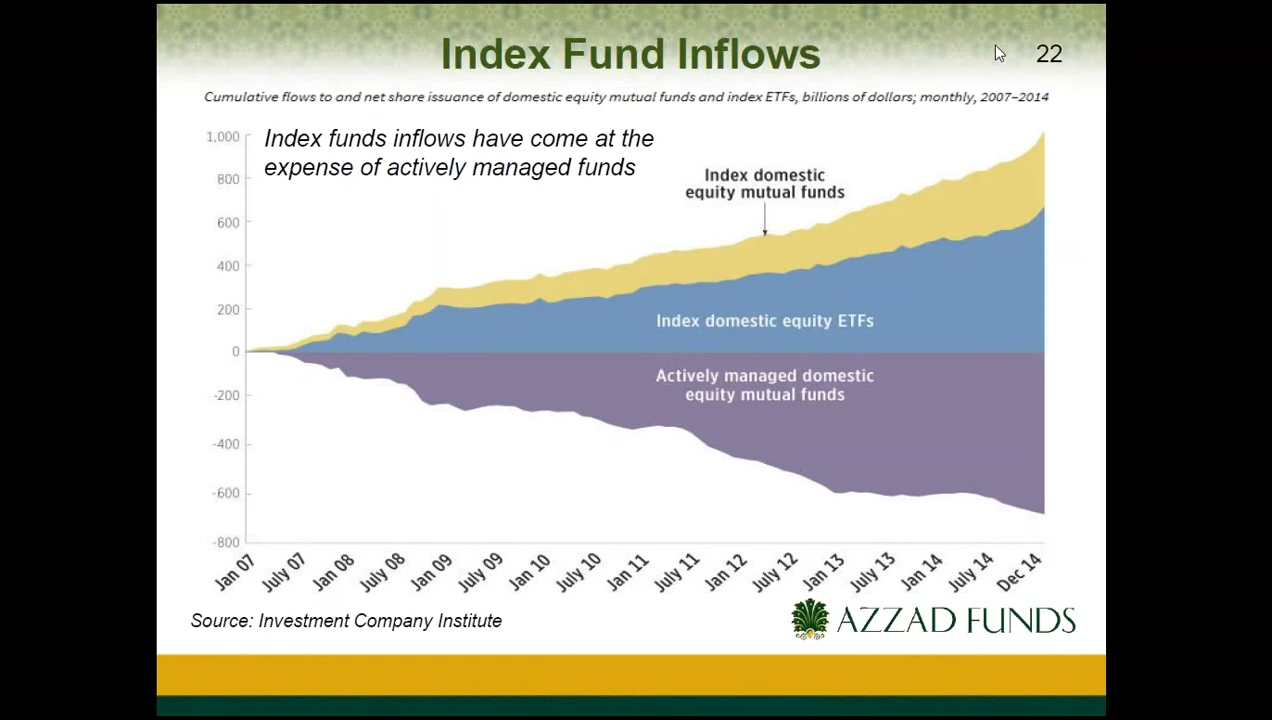 Index Fund Inflows
22
Cumulative flows to and net share issuance of domestic equity mutual funds and index ETFs, billions of dollars; monthly, 2007–2014
Index funds inflows have come at the
expense of actively managed funds
1,000
800
600
400
200
0
-200
-400
-600
-800
Index domestic
equity mutual funds
Index domestic equity ETFs
Actively managed domestic
equity mutual funds
Jan 07
July 07
Jan 08
July 08
Jan 09
July 09
Jan 10
July 10
Jan 11
July 11
Jan 12
July 12
Jan 13
July 13
Jan 14
July 14
Dec 14
Source: Investment Company Institute
AZZAD FUNDS